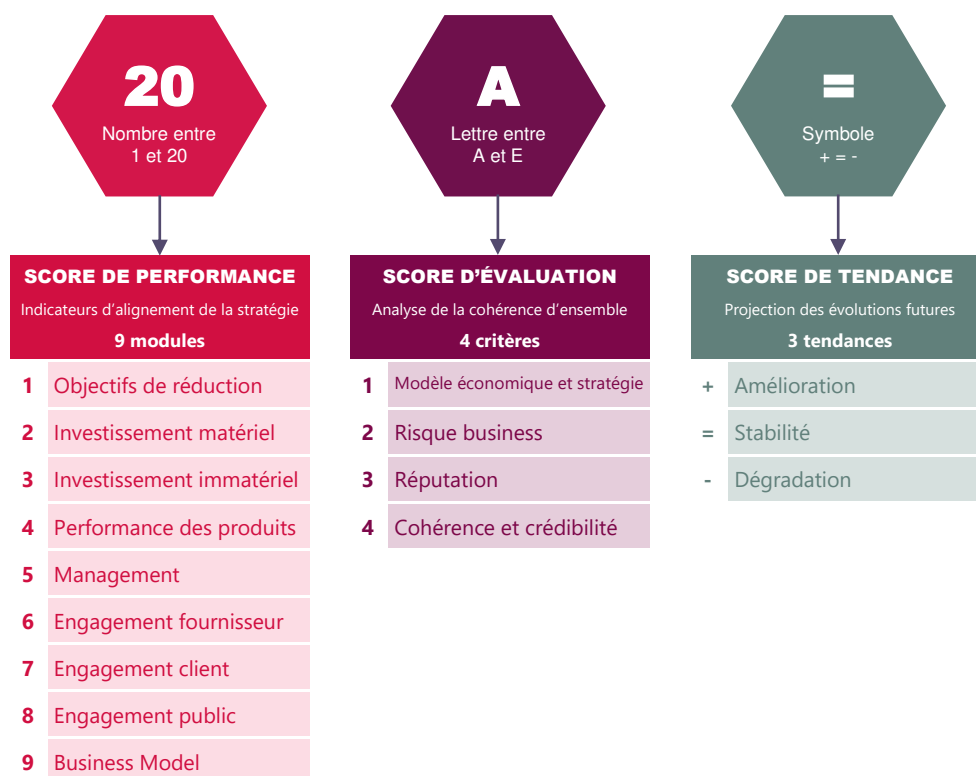 20
Nombre entre
1 et 20
SCORE DE PERFORMANCE
Indicateurs d'alignement de la stratégie
9 modules
1 Objectifs de réduction
2 Investissement matériel
3 Investissement immatériel
4 Performance des produits
5 Management
6 Engagement fournisseur
7 Engagement client
8 Engagement public
9 Business Model
A
Lettre entre
A et E
SCORE D'ÉVALUATION
Analyse de la cohérence d'ensemble
4 critères
1 Modèle économique et stratégie
2 Risque business
3 Réputation
4 Cohérence et crédibilité
=
Symbole
+ = -
SCORE DE TENDANCE
Projection des évolutions futures
3 tendances
+ Amélioration
= Stabilité
- Dégradation